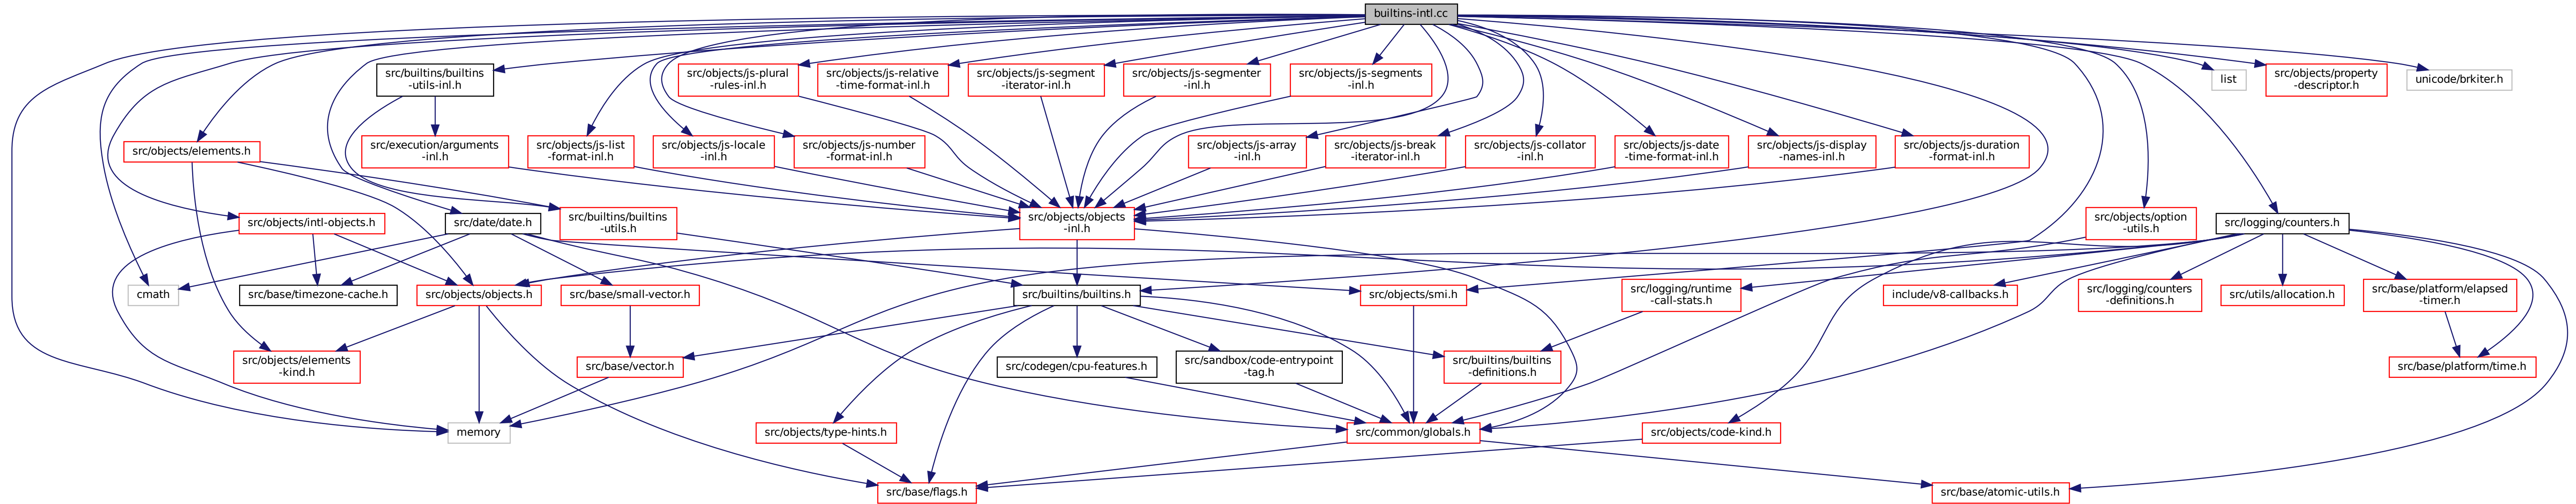 builtins-intl.cc
src/builtins/builtins
-utils-inl.h
src/objects/js-plural
-rules-inl.h
src/objects/js-relative
-time-format-inl.h
src/objects/js-segment
-iterator-inl.h
src/objects/js-segmenter
-inl.h
src/objects/js-segments
-inl.h
list
src/objects/property
-descriptor.h
unicode/brkiter.h
src/objects/elements.h
src/execution/arguments
-inl.h
src/objects/js-list
-format-inl.h
src/objects/js-locale
-inl.h
src/objects/js-number
-format-inl.h
src/objects/js-array
-inl.h
src/objects/js-break
-iterator-inl.h
src/objects/js-collator
-inl.h
src/objects/js-date
-time-format-inl.h
src/objects/js-display
-names-inl.h
src/objects/js-duration
-format-inl.h
src/objects/intl-objects.h
src/date/date.h
src/builtins/builtins
-utils.h
src/objects/objects
-inl.h
src/objects/option
-utils.h
src/logging/counters.h
cmath
src/base/timezone-cache.h
src/objects/objects.h
src/base/small-vector.h
src/builtins/builtins.h
src/objects/smi.h
src/logging/runtime
-call-stats.h
include/v8-callbacks.h
src/logging/counters
-definitions.h
src/utils/allocation.h
src/base/platform/elapsed
-timer.h
src/objects/elements
-kind.h
src/base/vector.h
src/codegen/cpu-features.h
src/sandbox/code-entrypoint
-tag.h
src/builtins/builtins
-definitions.h
src/base/platform/time.h
memory
src/objects/type-hints.h
src/common/globals.h
src/objects/code-kind.h
src/base/flags.h
src/base/atomic-utils.h